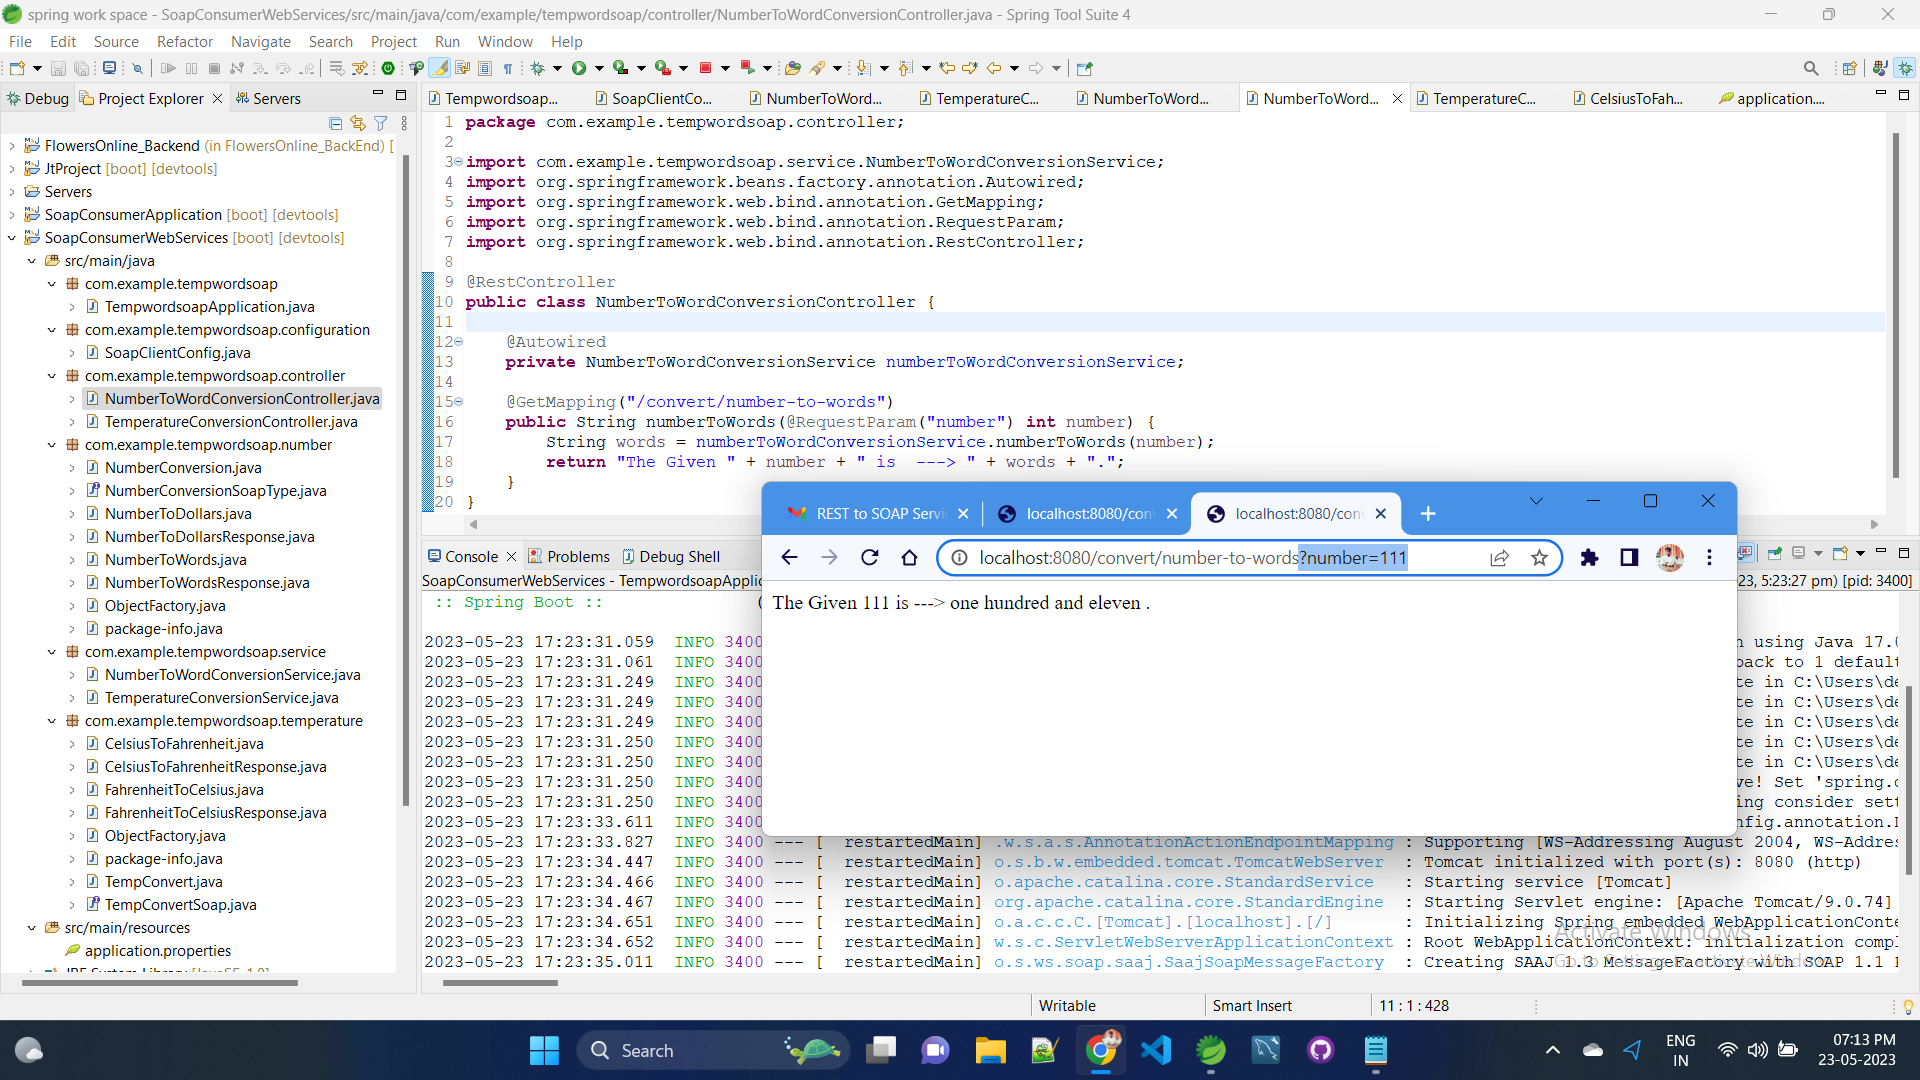 spring work space - SoapConsumerWebServices/src/main/java/com/example/tempwordsoap/controller/NumberToWordConversionController.java - Spring Tool Suite 4
File Edit Source Refactor Navigate Search Project Run Window Help
Debug Project Explorer Servers
FlowersOnline_Backend (in FlowersOnline_BackEnd) [
JtProject [boot] [devtools]
Servers
SoapConsumerApplication [boot] [devtools]
SoapConsumerWebServices [boot] [devtools]
src/main/java
com.example.tempwordsoap
TempwordsoapApplication.java
com.example.tempwordsoap.configuration
SoapClientConfig.java
com.example.tempwordsoap.controller
NumberToWordConversionController.java
TemperatureConversionController.java
com.example.tempwordsoap.number
NumberConversion.java
NumberConversionSoapType.java
NumberToDollars.java
NumberToDollarsResponse.java
NumberToWords.java
NumberToWordsResponse.java
ObjectFactory.java
package-info.java
com.example.tempwordsoap.service
NumberToWordConversionService.java
TemperatureConversionService.java
com.example.tempwordsoap.temperature
CelsiusToFahrenheit.java
CelsiusToFahrenheitResponse.java
FahrenheitToCelsius.java
FahrenheitToCelsiusResponse.java
ObjectFactory.java
package-info.java
TempConvert.java
TempConvertSoap.java
src/main/resources
application.properties
Tempwordsoap... SoapClientCo... NumberToWord... TemperatureC... NumberToWord... NumberToWord... TemperatureC... CelsiusToFah... application....
1 package com.example.tempwordsoap.controller;
2
3 import com.example.tempwordsoap.service.NumberToWordConversionService;
4 import org.springframework.beans.factory.annotation.Autowired;
5 import org.springframework.web.bind.annotation.GetMapping;
6 import org.springframework.web.bind.annotation.RequestParam;
7 import org.springframework.web.bind.annotation.RestController;
8
9 @RestController
10 public class NumberToWordConversionController {
11
12 @Autowired
13 private NumberToWordConversionService numberToWordConversionService;
14
15 @GetMapping("/convert/number-to-words")
16 public String numberToWords(@RequestParam("number") int number) {
17 String words = numberToWordConversionService.numberToWords(number);
18 return "The Given " + number + " is  ---> " + words + ".";
19 }
20 }
REST to SOAP Servi localhost:8080/con localhost:8080/con
localhost:8080/convert/number-to-words?number=111
The Given 111 is ---> one hundred and eleven .
Console Problems Debug Shell
SoapConsumerWebServices - TempwordsoapApplic 23, 5:23:27 pm) [pid: 3400]
:: Spring Boot :: (
2023-05-23 17:23:31.059 INFO 3400 n using Java 17.0
2023-05-23 17:23:31.061 INFO 3400 back to 1 default
2023-05-23 17:23:31.249 INFO 3400 te in C:\Users\de
2023-05-23 17:23:31.249 INFO 3400 te in C:\Users\de
2023-05-23 17:23:31.249 INFO 3400 te in C:\Users\de
2023-05-23 17:23:31.250 INFO 3400 te in C:\Users\de
2023-05-23 17:23:31.250 INFO 3400 te in C:\Users\de
2023-05-23 17:23:31.250 INFO 3400 ve! Set 'spring.
2023-05-23 17:23:31.250 INFO 3400 ing consider set
2023-05-23 17:23:33.611 INFO 3400 nfig.annotation.
2023-05-23 17:23:33.827 INFO 3400 --- [ restartedMain] .w.s.a.s.AnnotationActionEndpointMapping : Supporting [WS-Addressing August 2004, WS-Addres
2023-05-23 17:23:34.447 INFO 3400 --- [ restartedMain] o.s.b.w.embedded.tomcat.TomcatWebServer : Tomcat initialized with port(s): 8080 (http)
2023-05-23 17:23:34.466 INFO 3400 --- [ restartedMain] o.apache.catalina.core.StandardService : Starting service [Tomcat]
2023-05-23 17:23:34.467 INFO 3400 --- [ restartedMain] org.apache.catalina.core.StandardEngine : Starting Servlet engine: [Apache Tomcat/9.0.74]
2023-05-23 17:23:34.651 INFO 3400 --- [ restartedMain] o.a.c.c.C.[Tomcat].[localhost].[/] : Initializing Spring embedded WebApplicationConte
2023-05-23 17:23:34.652 INFO 3400 --- [ restartedMain] w.s.c.ServletWebServerApplicationContext : Root WebApplicationContext: initialization compl
2023-05-23 17:23:35.011 INFO 3400 --- [ restartedMain] o.s.ws.soap.saaj.SaajSoapMessageFactory : Creating SAAJ 1.3 MessageFactory with SOAP 1.1
Activate Windows
Go to Settings to activate Windows.
Writable Smart Insert 11 : 1 : 428
Search
ENG
IN
07:13 PM
23-05-2023